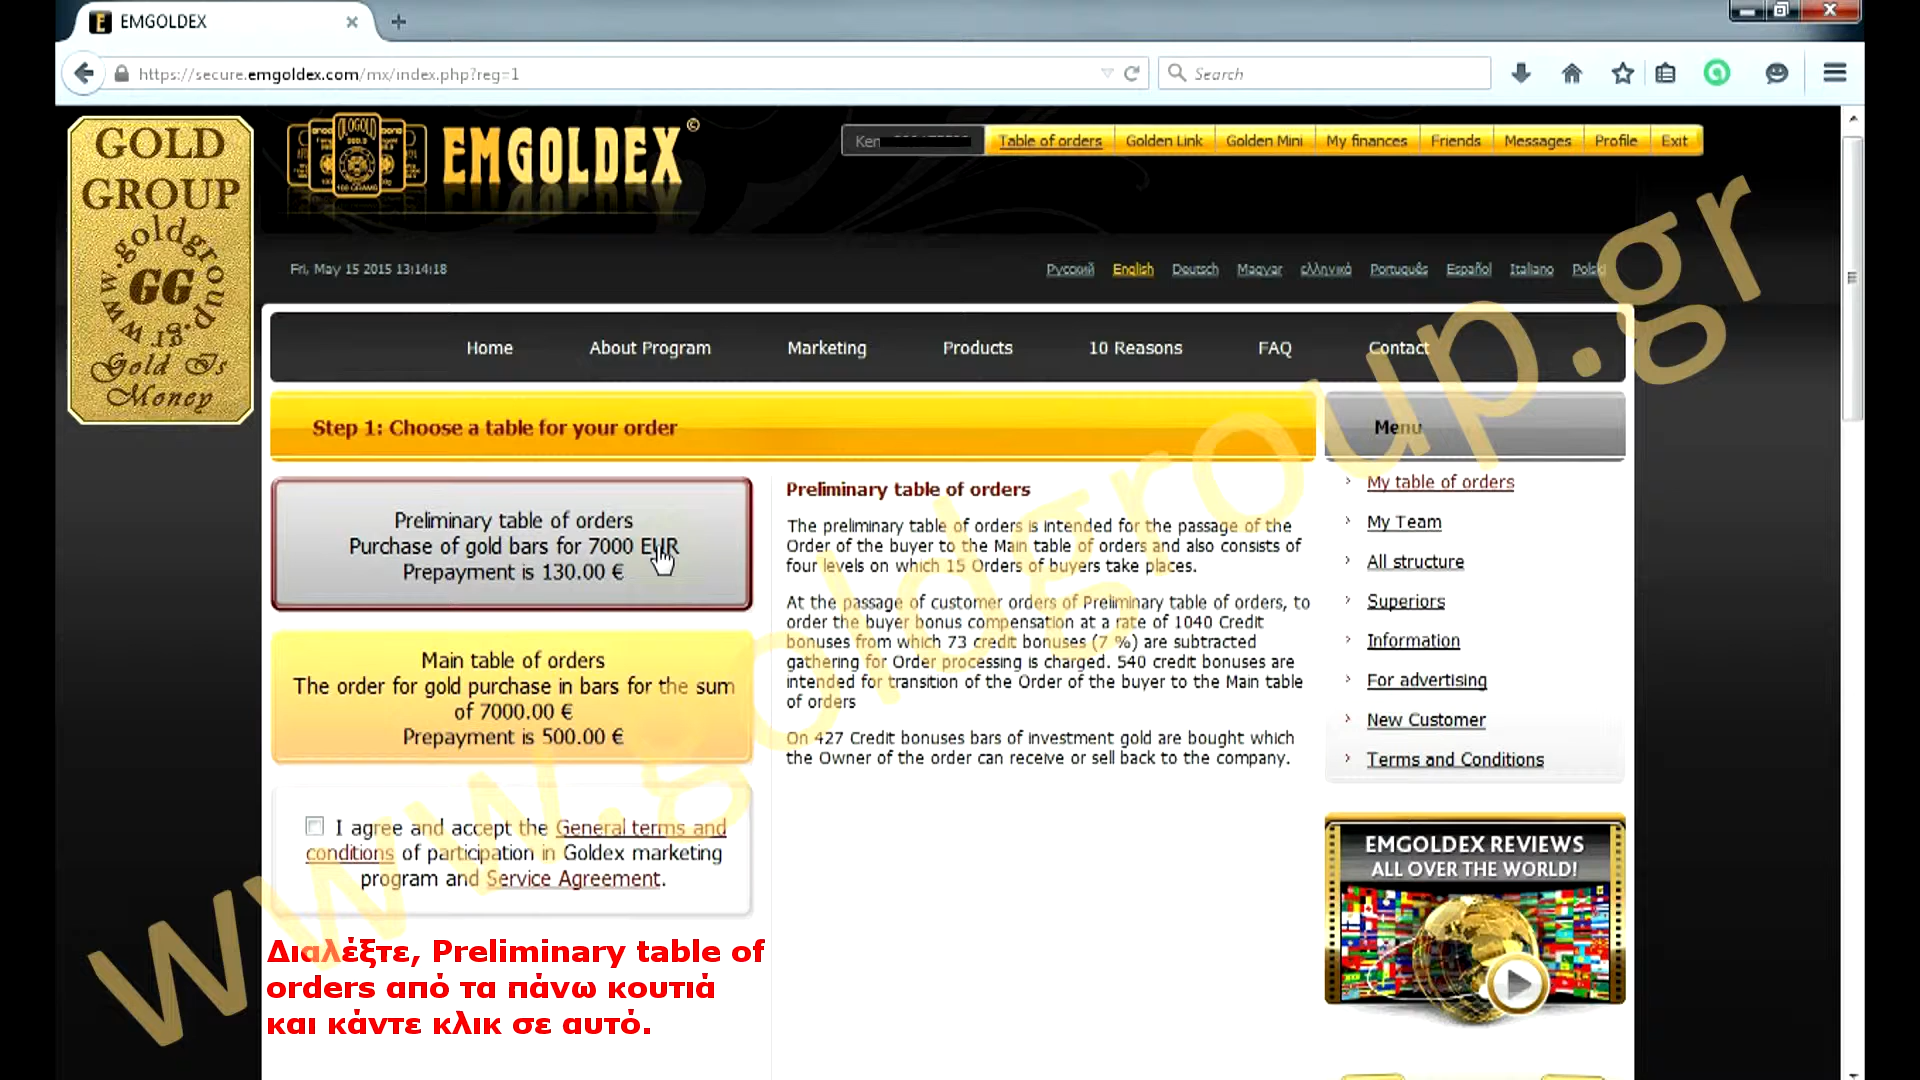 EMGOLDEX
https://secure.emgoldex.com/mx/index.php?reg=1
Search
GOLD
GROUP
www.goldgroup.gr
GG
Gold Is
Money
EMGOLDEX©
Ken
Table of orders
Golden Link
Golden Mini
My finances
Friends
Messages
Profile
Exit
Fri, May 15 2015 13:14:18
Русский
English
Deutsch
Magyar
ελληνικά
Português
Español
Italiano
Polski
Home
About Program
Marketing
Products
10 Reasons
FAQ
Contact
Step 1: Choose a table for your order
Preliminary table of orders
Purchase of gold bars for 7000 EUR
Prepayment is 130.00 €
Main table of orders
The order for gold purchase in bars for the sum
of 7000.00 €
Prepayment is 500.00 €
I agree and accept the General terms and
conditions of participation in Goldex marketing
program and Service Agreement.
Διαλέξτε, Preliminary table of
orders από τα πάνω κουτιά
και κάντε κλικ σε αυτό.
Preliminary table of orders
The preliminary table of orders is intended for the passage of the
Order of the buyer to the Main table of orders and also consists of
four levels on which 15 Orders of buyers take places.
At the passage of customer orders of Preliminary table of orders, to
order the buyer bonus compensation at a rate of 1040 Credit
bonuses from which 73 credit bonuses (7 %) are subtracted
gathering for Order processing is charged. 540 credit bonuses are
intended for transition of the Order of the buyer to the Main table
of orders
On 427 Credit bonuses bars of investment gold are bought which
the Owner of the order can receive or sell back to the company.
Menu
My table of orders
My Team
All structure
Superiors
Information
For advertising
New Customer
Terms and Conditions
EMGOLDEX REVIEWS
ALL OVER THE WORLD!
www.goldgroup.gr